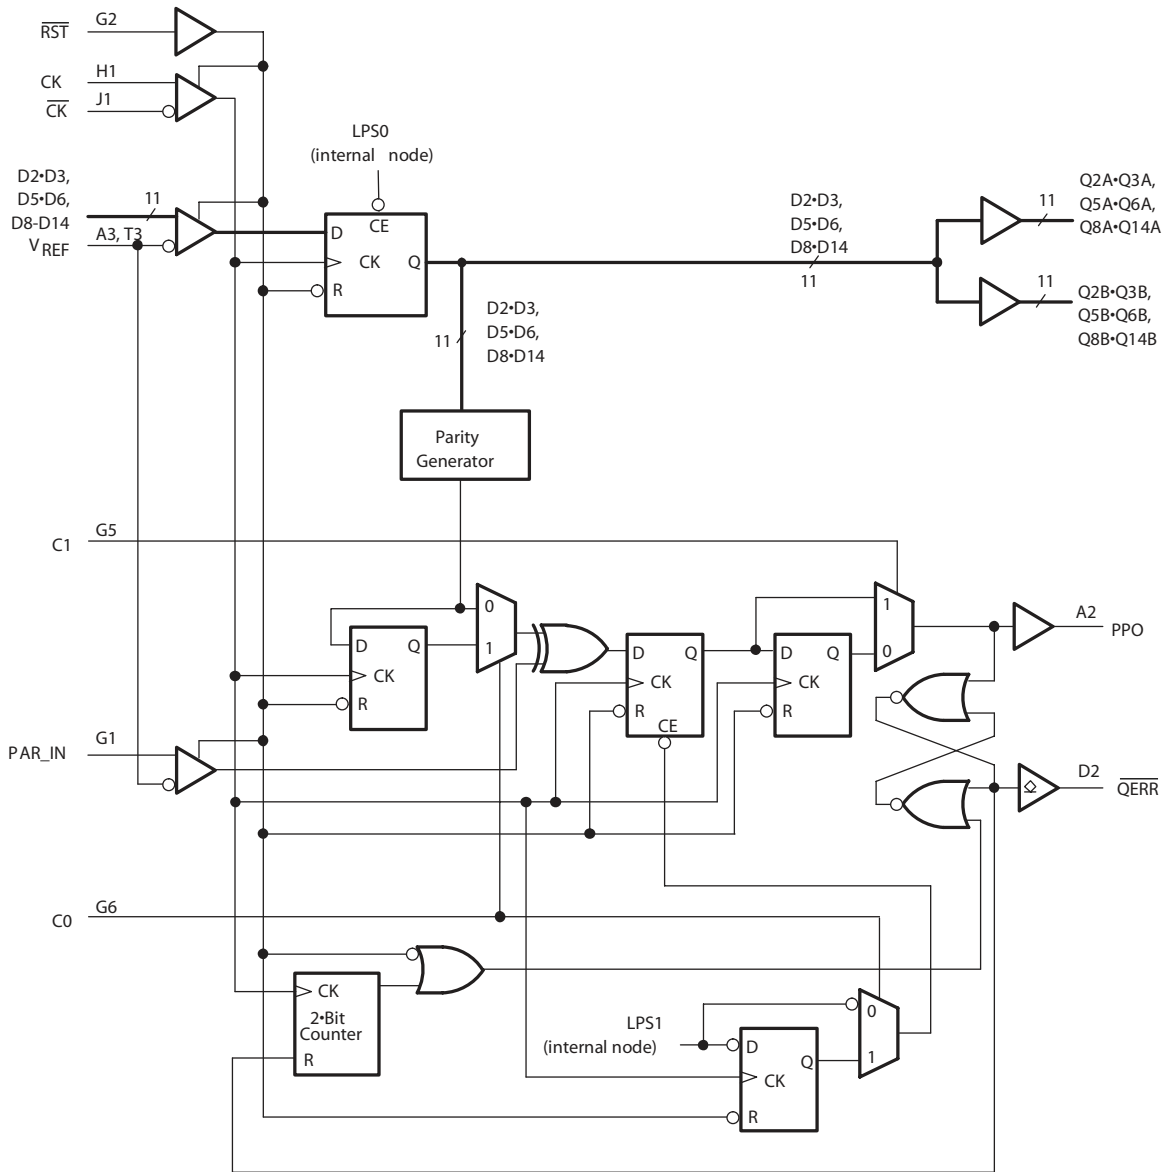 RST
G2
CK
H1
CK
J1
LPS0
(internal node)
D2•D3,
D5•D6,
D8-D14
11
VREF
A3, T3
D
CE
CK
Q
R
D2•D3,
D5•D6,
D8•D14
11
11
Q2A•Q3A,
Q5A•Q6A,
Q8A•Q14A
11
Q2B•Q3B,
Q5B•Q6B,
Q8B•Q14B
D2•D3,
D5•D6,
D8•D14
11
Parity
Generator
C1
G5
0
1
D
Q
CK
R
D
Q
CK
R
CE
D
Q
CK
R
1
0
A2
PPO
PAR_IN
G1
D2
QERR
C0
G6
CK
2•Bit
Counter
R
LPS1
(internal node)
D
Q
CK
R
0
1